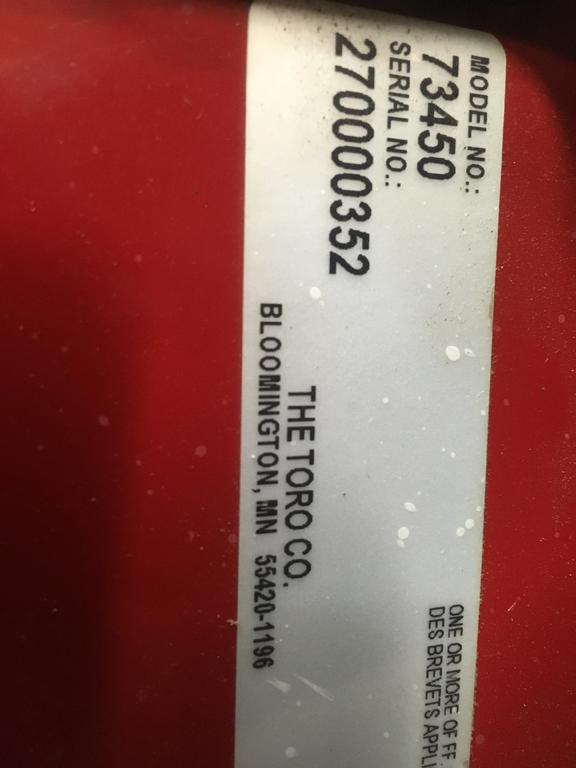 MODEL NO.:
73450
SERIAL NO.:
270000352
THE TORO CO.
BLOOMINGTON, MN 55420-1196
ONE OR MORE OF
DES BREVETS